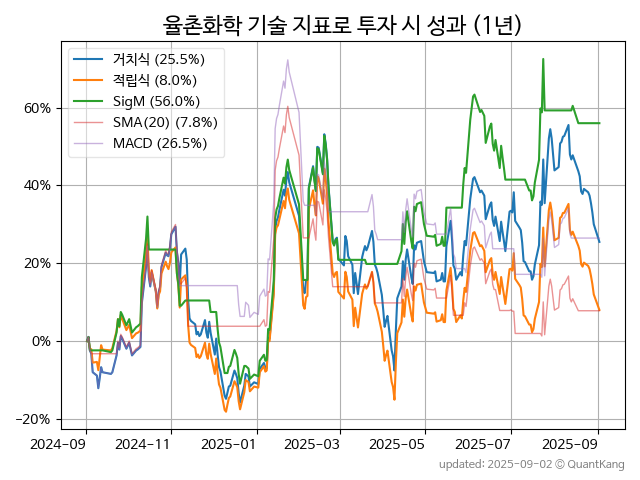 율촌화학 기술 지표로 투자 시 성과 (1년)
거치식 (25.5%)
적립식 (8.0%)
SigM (56.0%)
SMA(20) (7.8%)
MACD (26.5%)
60%
40%
20%
0%
−20%
2024-09 2024-11 2025-01 2025-03 2025-05 2025-07 2025-09
updated: 2025-09-02 © QuantKang